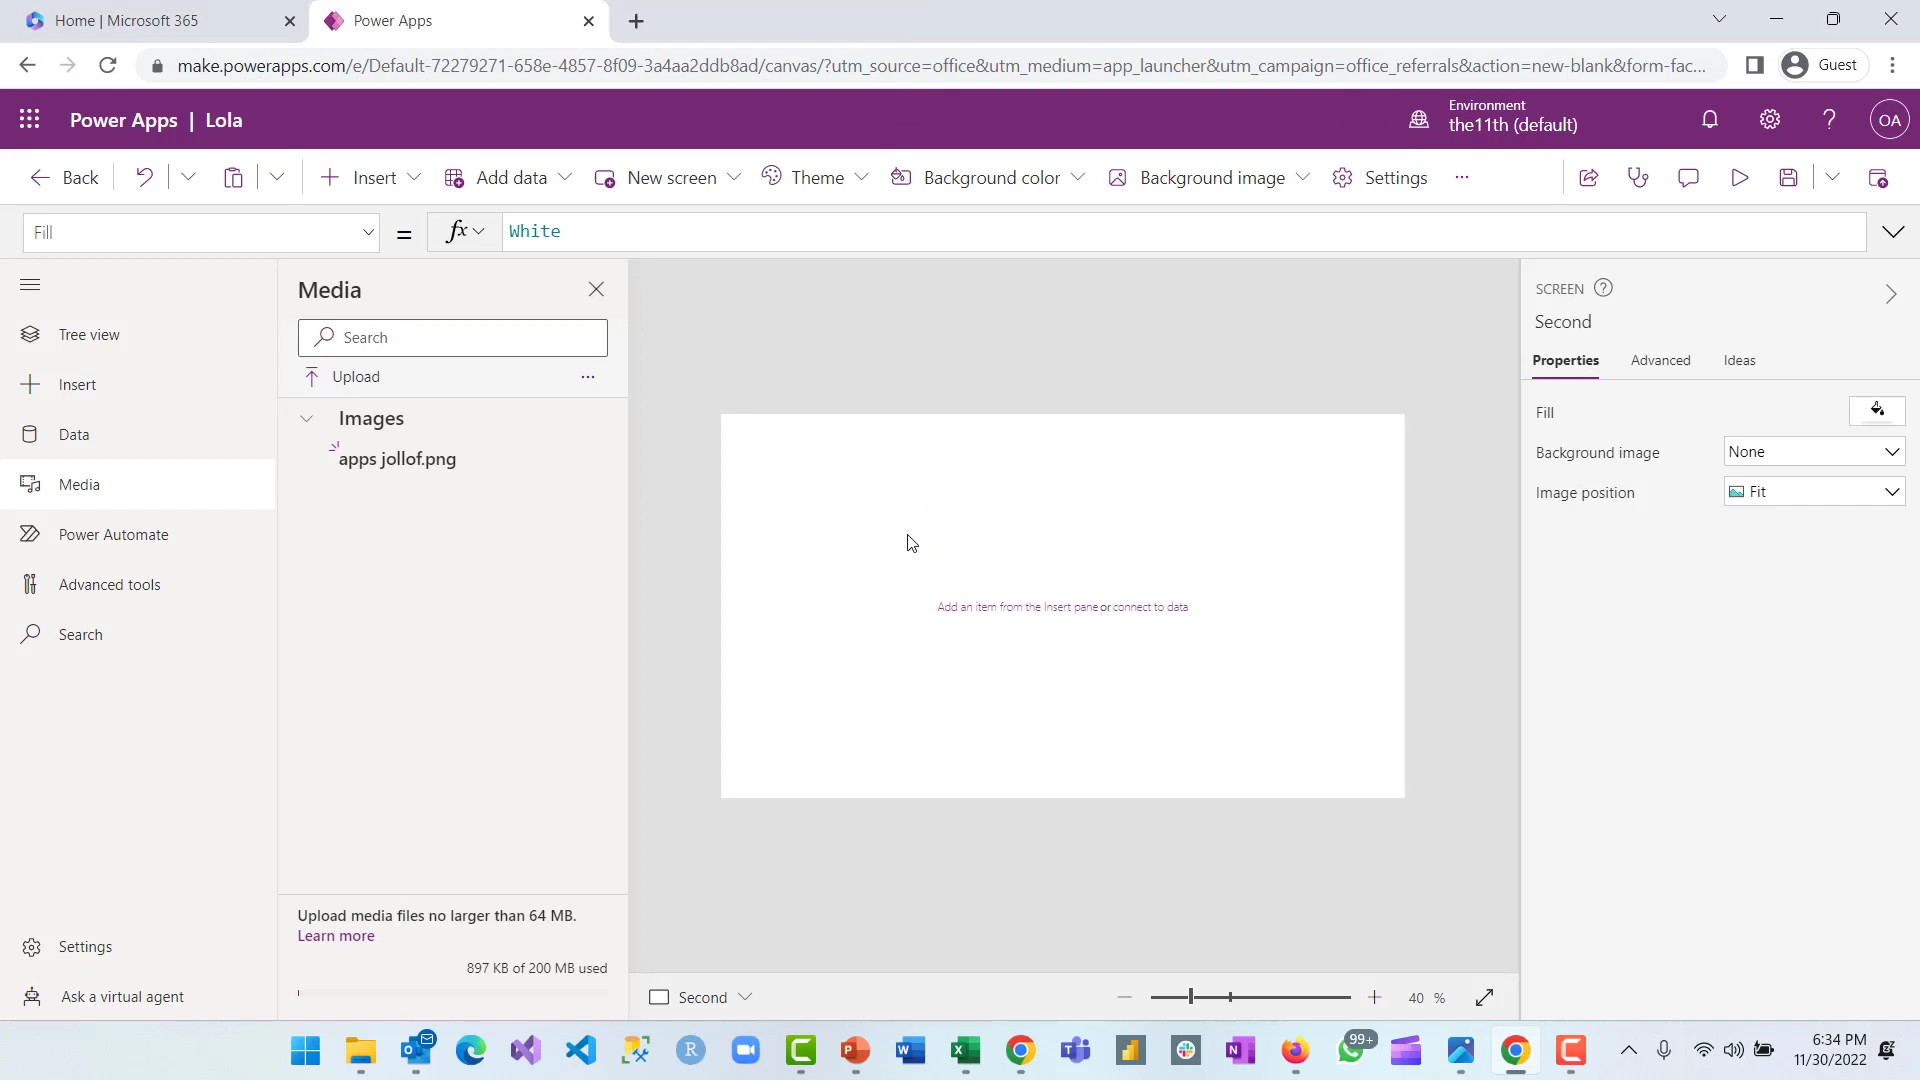 Home | Microsoft 365
Power Apps
make.powerapps.com/e/Default-72279271-658e-4857-8f09-3a4aa2ddb8ad/canvas/?utm_source=office&utm_medium=app_launcher&utm_campaign=office_referrals&action=new-blank&form-fac...
Guest
Power Apps | Lola
Environment
the11th (default)
OA
Back
Insert
Add data
New screen
Theme
Background color
Background image
Settings
Fill
=
fx
White
Tree view
Insert
Data
Media
Power Automate
Advanced tools
Search
Settings
Ask a virtual agent
Media
Search
Upload
Images
apps jollof.png
Upload media files no larger than 64 MB.
Learn more
897 KB of 200 MB used
Add an item from the Insert pane or connect to data
Second
40 %
SCREEN
Second
Properties Advanced Ideas
Fill
Background image None
Image position Fit
99+
6:34 PM
11/30/2022